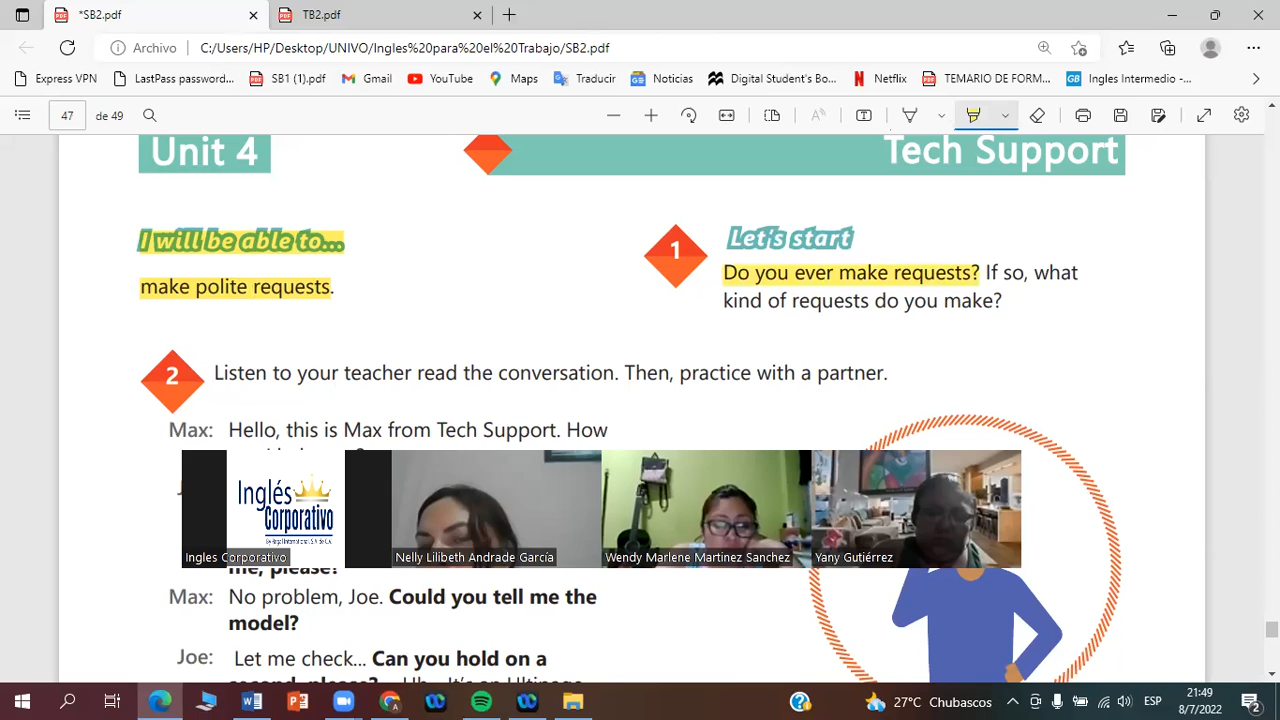 *SB2.pdf
TB2.pdf
Archivo
C:/Users/HP/Desktop/UNIVO/Ingles%20para%20el%20Trabajo/SB2.pdf
Express VPN
LastPass password...
SB1 (1).pdf
Gmail
YouTube
Maps
Traducir
Noticias
Digital Student's Bo...
Netflix
TEMARIO DE FORM...
Ingles Intermedio -...
47
de 49
Unit 4
Tech Support
I will be able to...
make polite requests.
1
Let's start
Do you ever make requests? If so, what
kind of requests do you make?
2
Listen to your teacher read the conversation. Then, practice with a partner.
Max: Hello, this is Max from Tech Support. How
Inglés
Corporativo
Ingles Corporativo
Nelly Lilibeth Andrade García
Wendy Marlene Martinez Sanchez
Yany Gutiérrez
me, please?
Max: No problem, Joe. Could you tell me the
model?
Joe: Let me check... Can you hold on a
27°C Chubascos
ESP
21:49
8/7/2022
2